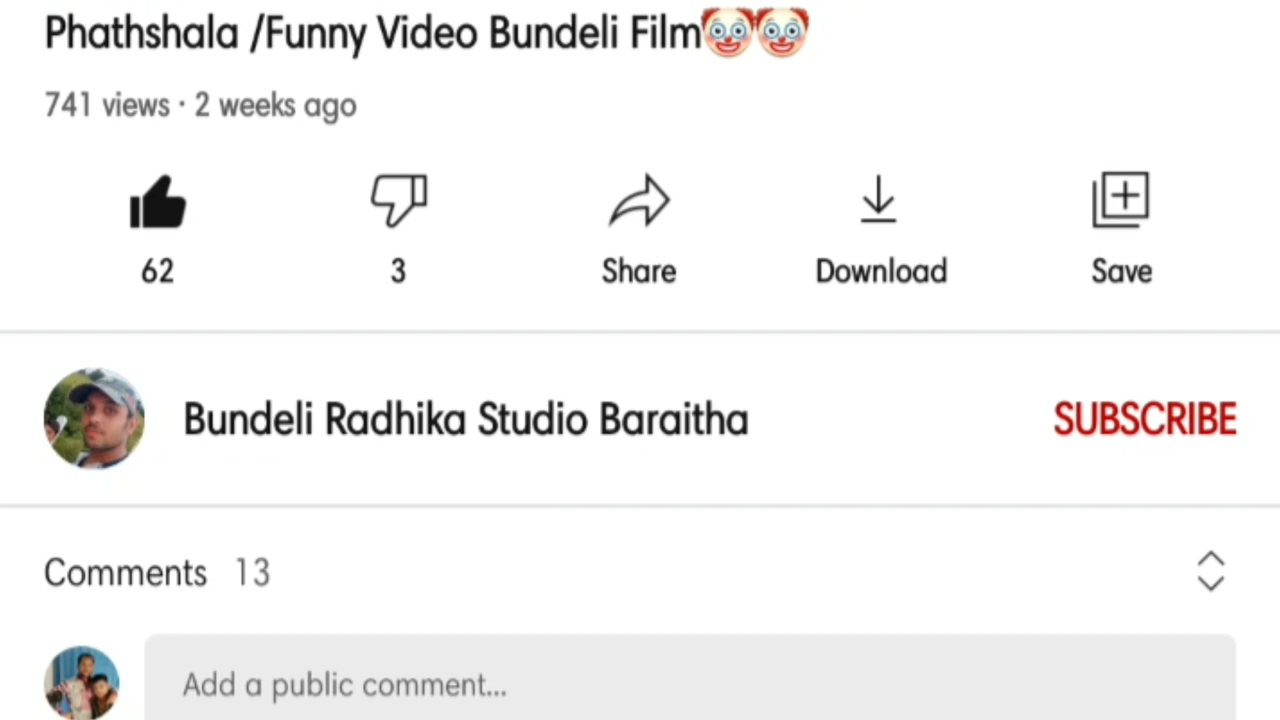 Phathshala /Funny Video Bundeli Film🤡🤡
741 views · 2 weeks ago
62 3 Share Download Save
Bundeli Radhika Studio Baraitha SUBSCRIBE
Comments 13
Add a public comment...